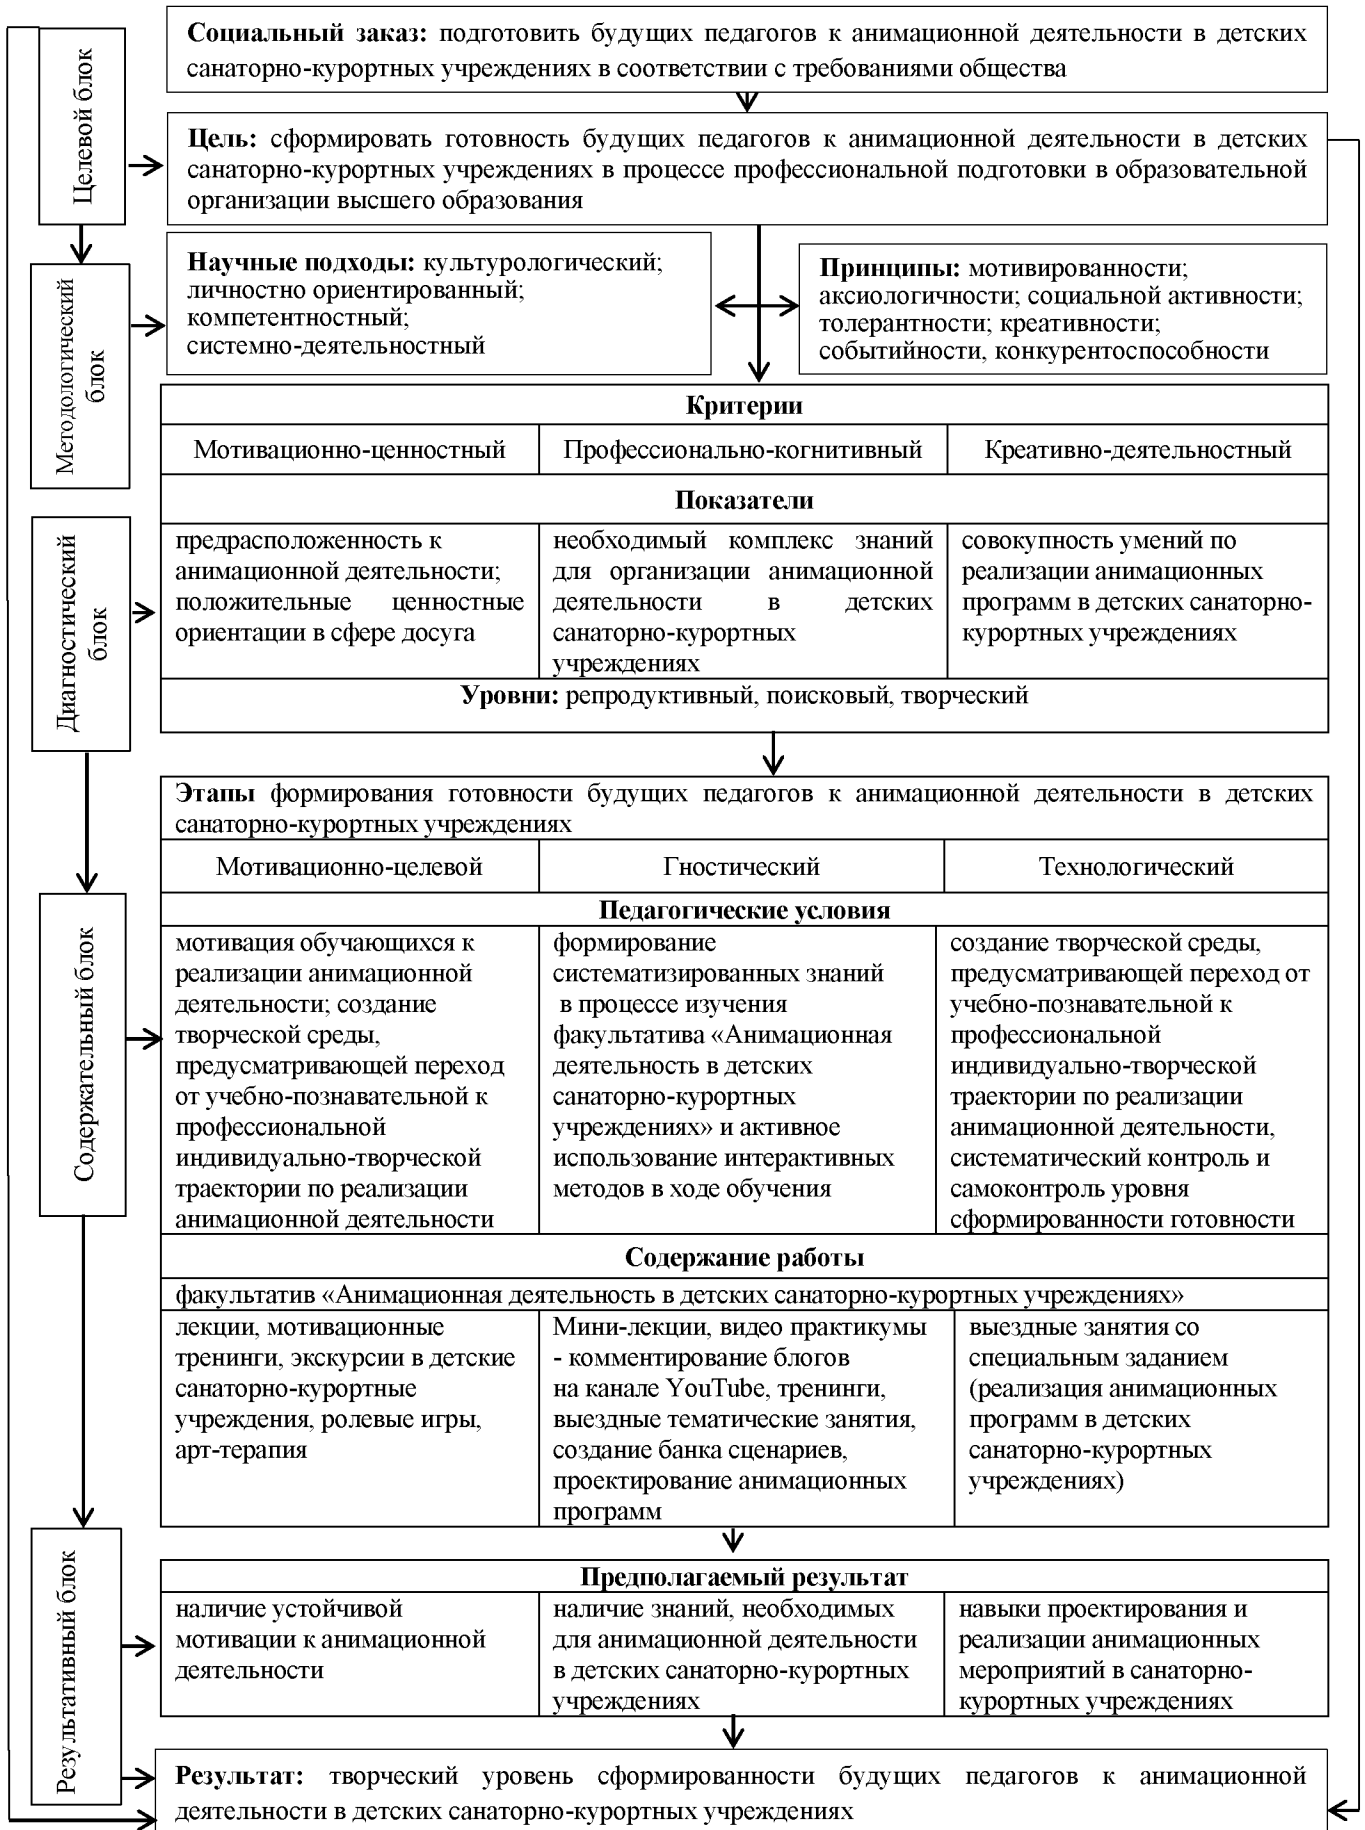 Целевой блок
Социальный заказ: подготовить будущих педагогов к анимационной деятельности в детских
санаторно-курортных учреждениях в соответствии с требованиями общества
Цель: сформировать готовность будущих педагогов к анимационной деятельности в детских
санаторно-курортных учреждениях в процессе профессиональной подготовки в образовательной
организации высшего образования
Методологический
блок
Научные подходы: культурологический;
личностно ориентированный;
компетентностный;
системно-деятельностный
Принципы: мотивированности;
аксиологичности; социальной активности;
толерантности; креативности;
событийности, конкурентоспособности
Диагностический
блок
Критерии
Мотивационно-ценностный
Профессионально-когнитивный
Креативно-деятельностный
Показатели
предрасположенность к
анимационной деятельности;
положительные ценностные
ориентации в сфере досуга
необходимый комплекс знаний
для организации анимационной
деятельности в детских
санаторно-курортных
учреждениях
совокупность умений по
реализации анимационных
программ в детских санаторно-
курортных учреждениях
Уровни: репродуктивный, поисковый, творческий
Содержательный блок
Этапы формирования готовности будущих педагогов к анимационной деятельности в детских
санаторно-курортных учреждениях
Мотивационно-целевой
Гностический
Технологический
Педагогические условия
мотивация обучающихся к
реализации анимационной
деятельности; создание
творческой среды,
предусматривающей переход
от учебно-познавательной к
профессиональной
индивидуально-творческой
траектории по реализации
анимационной деятельности
формирование
систематизированных знаний
в процессе изучения
факультатива «Анимационная
деятельность в детских
санаторно-курортных
учреждениях» и активное
использование интерактивных
методов в ходе обучения
создание творческой среды,
предусматривающей переход от
учебно-познавательной к
профессиональной
индивидуально-творческой
траектории по реализации
анимационной деятельности,
систематический контроль и
самоконтроль уровня
сформированности готовности
Содержание работы
факультатив «Анимационная деятельность в детских санаторно-курортных учреждениях»
лекции, мотивационные
тренинги, экскурсии в детские
санаторно-курортные
учреждения, ролевые игры,
арт-терапия
Мини-лекции, видео практикумы
- комментирование блогов
на канале YouTube, тренинги,
выездные тематические занятия,
создание банка сценариев,
проектирование анимационных
программ
выездные занятия со
специальным заданием
(реализация анимационных
программ в детских
санаторно-курортных
учреждениях)
Результативный блок
Предполагаемый результат
наличие устойчивой
мотивации к анимационной
деятельности
наличие знаний, необходимых
для анимационной деятельности
в детских санаторно-курортных
учреждениях
навыки проектирования и
реализации анимационных
мероприятий в санаторно-
курортных учреждениях
Результат: творческий уровень сформированности будущих педагогов к анимационной
деятельности в детских санаторно-курортных учреждениях